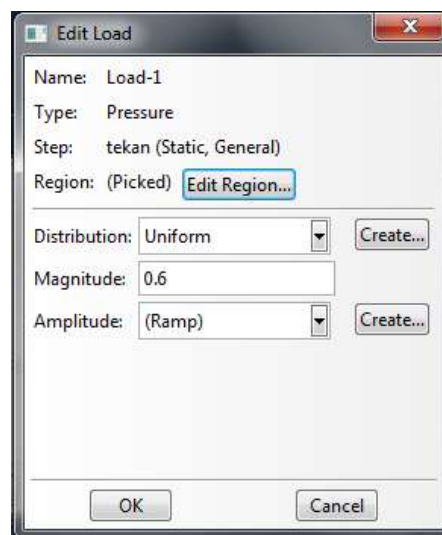 Edit Load
Name: Load-1
Type: Pressure
Step: tekan (Static, General)
Region: (Picked) Edit Region...
Distribution: Uniform Create...
Magnitude: 0.6
Amplitude: (Ramp) Create...
OK Cancel